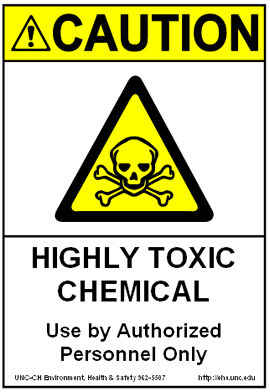 CAUTION
HIGHLY TOXIC
CHEMICAL
Use by Authorized
Personnel Only
UNC-CH Environment, Health & Safety 962-5507 http://ehs.unc.edu